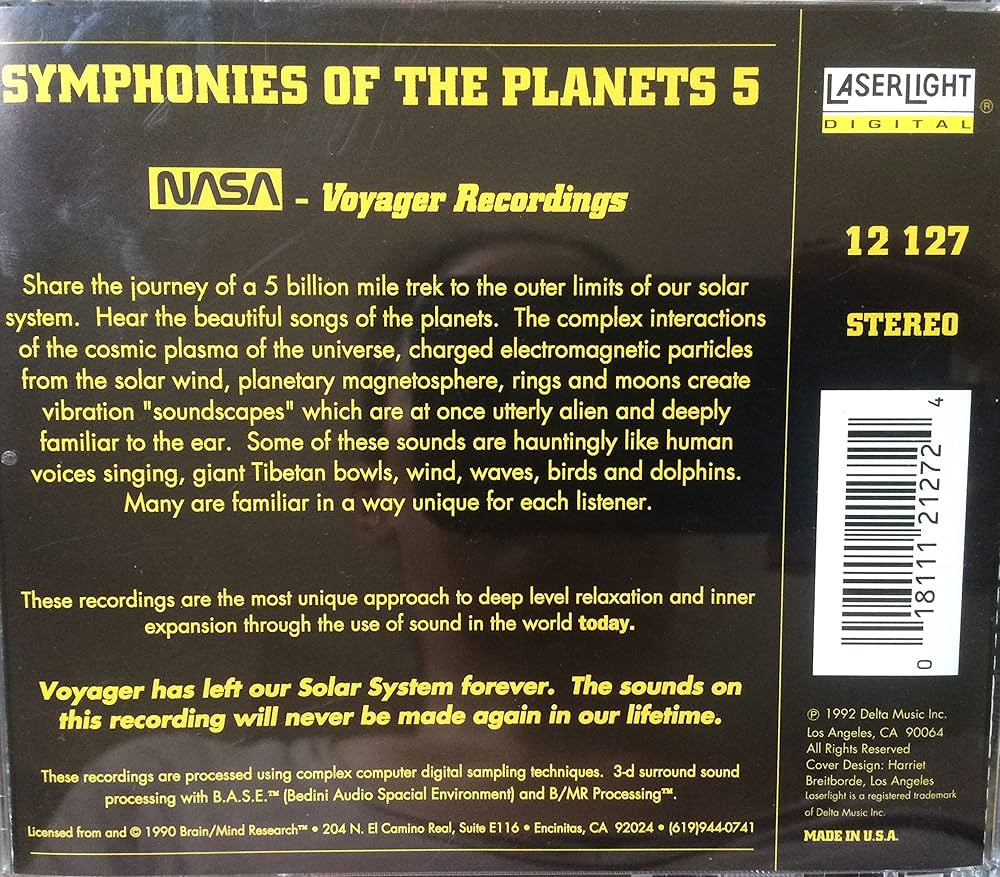 SYMPHONIES OF THE PLANETS 5
NASA - Voyager Recordings
Share the journey of a 5 billion mile trek to the outer limits of our solar
system. Hear the beautiful songs of the planets. The complex interactions
of the cosmic plasma of the universe, charged electromagnetic particles
from the solar wind, planetary magnetosphere, rings and moons create
vibration "soundscapes" which are at once utterly alien and deeply
familiar to the ear. Some of these sounds are hauntingly like human
voices singing, giant Tibetan bowls, wind, waves, birds and dolphins.
Many are familiar in a way unique for each listener.
These recordings are the most unique approach to deep level relaxation and inner
expansion through the use of sound in the world today.
Voyager has left our Solar System forever. The sounds on
this recording will never be made again in our lifetime.
These recordings are processed using complex computer digital sampling techniques. 3-d surround sound
processing with B.A.S.E.™ (Bedini Audio Spacial Environment) and B/MR Processing™.
Licensed from and © 1990 Brain/Mind Research™ • 204 N. El Camino Real, Suite E116 • Encinitas, CA 92024 • (619)944-0741
LASERLIGHT ®
DIGITAL
12 127
STEREO
0 18111 21272 4
℗ 1992 Delta Music Inc.
Los Angeles, CA 90064
All Rights Reserved
Cover Design: Harriet
Breitborde, Los Angeles
Laserlight is a registered trademark
of Delta Music Inc.
MADE IN U.S.A.